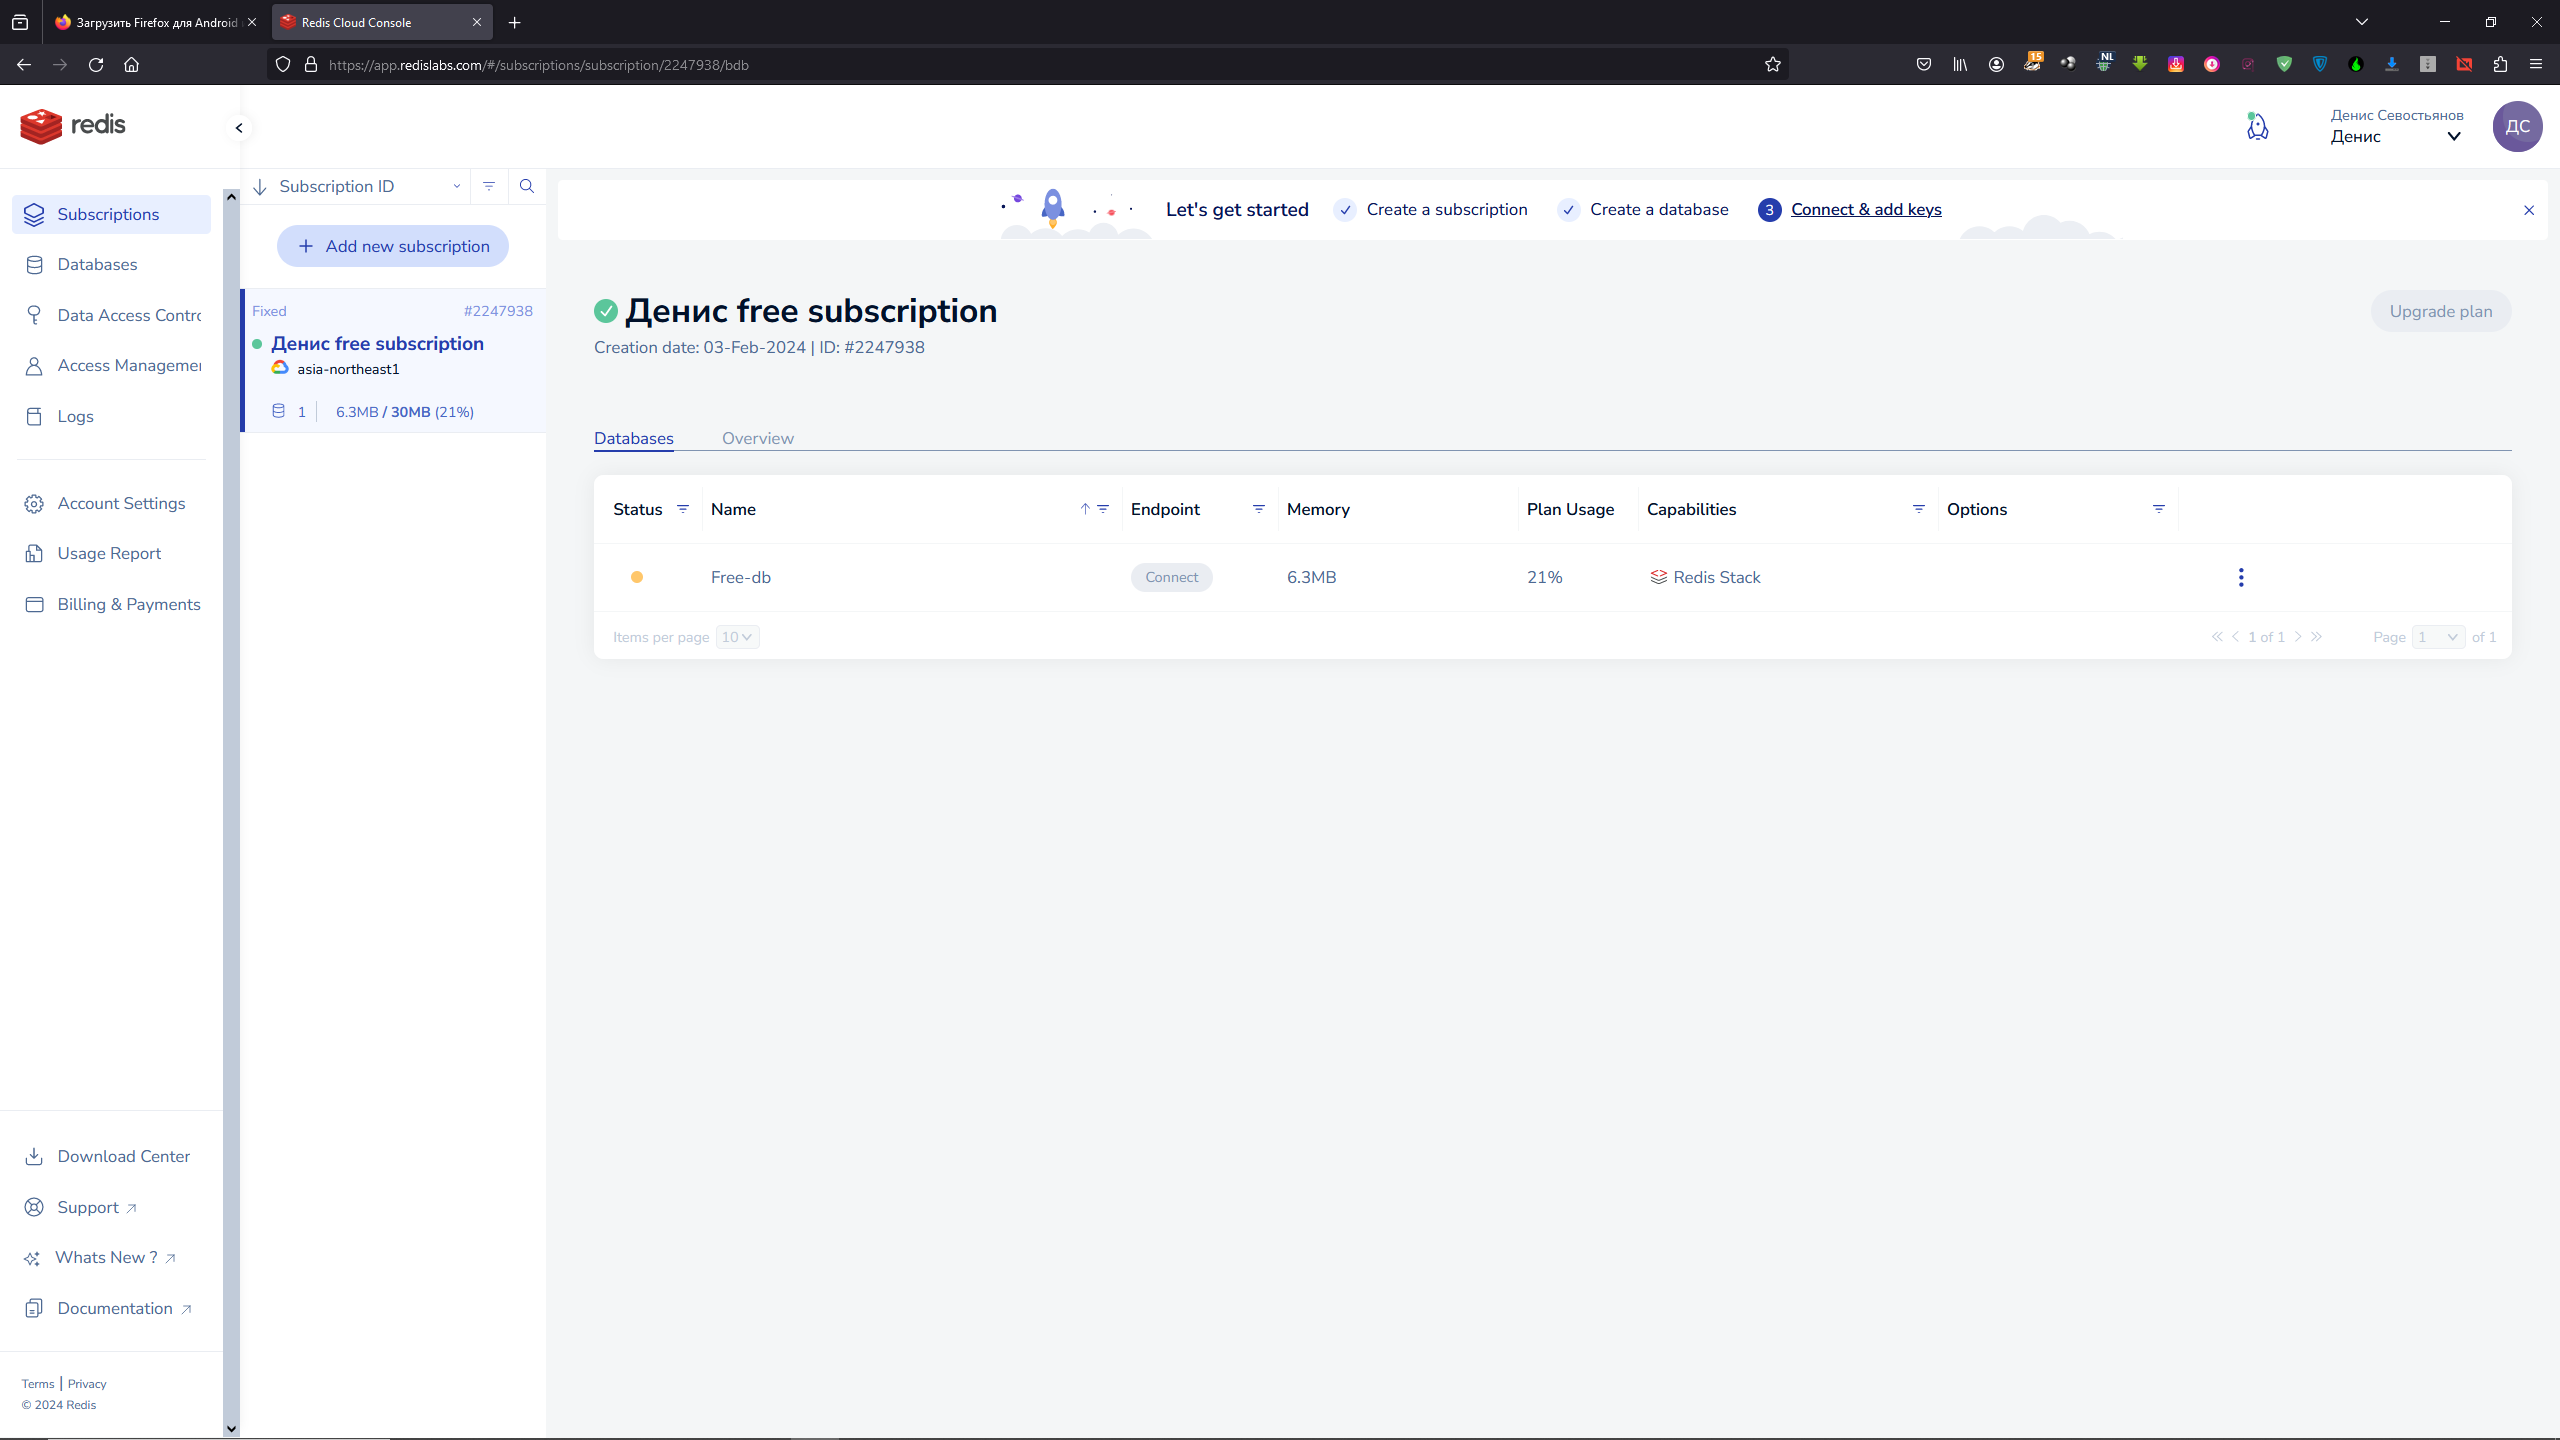 Загрузить Firefox для Android
Redis Cloud Console
https://app.redislabs.com/#/subscriptions/subscription/2247938/bdb
15
NL
redis
Денис Севостьянов
Денис
ДС
Subscriptions
Databases
Data Access Contro
Access Managemen
Logs
Account Settings
Usage Report
Billing & Payments
Download Center
Support
Whats New ?
Documentation
Terms | Privacy
© 2024 Redis
Subscription ID
Add new subscription
Fixed #2247938
Денис free subscription
asia-northeast1
1 6.3MB / 30MB (21%)
Let's get started Create a subscription Create a database 3 Connect & add keys
Денис free subscription
Upgrade plan
Creation date: 03-Feb-2024 | ID: #2247938
Databases Overview
Status Name Endpoint Memory Plan Usage Capabilities Options
Free-db Connect 6.3MB 21% Redis Stack
Items per page 10 1 of 1 Page 1 of 1